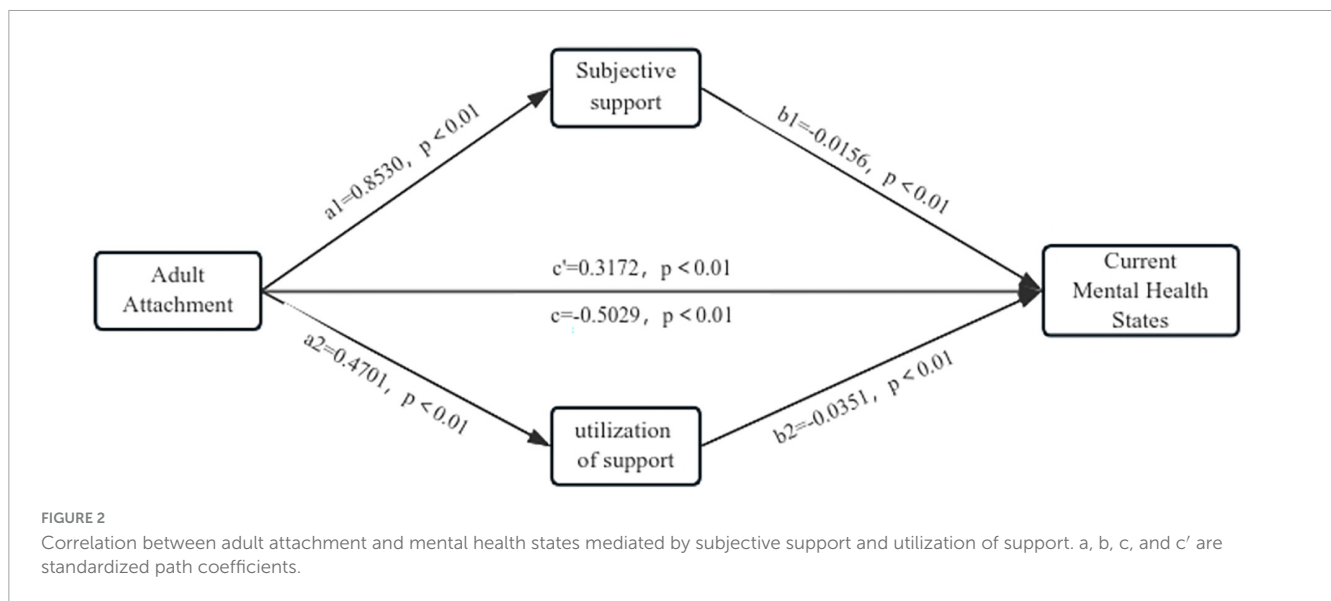 Subjective
support
a1=0.8530, p<0.01
b1=-0.0156, p<0.01
Adult
Attachment
c'=0.3172, p<0.01
c=-0.5029, p<0.01
Current
Mental Health
States
a2=0.4701, p<0.01
b2=-0.0351, p<0.01
utilization
of support
FIGURE 2
Correlation between adult attachment and mental health states mediated by subjective support and utilization of support. a, b, c, and c′ are
standardized path coefficients.